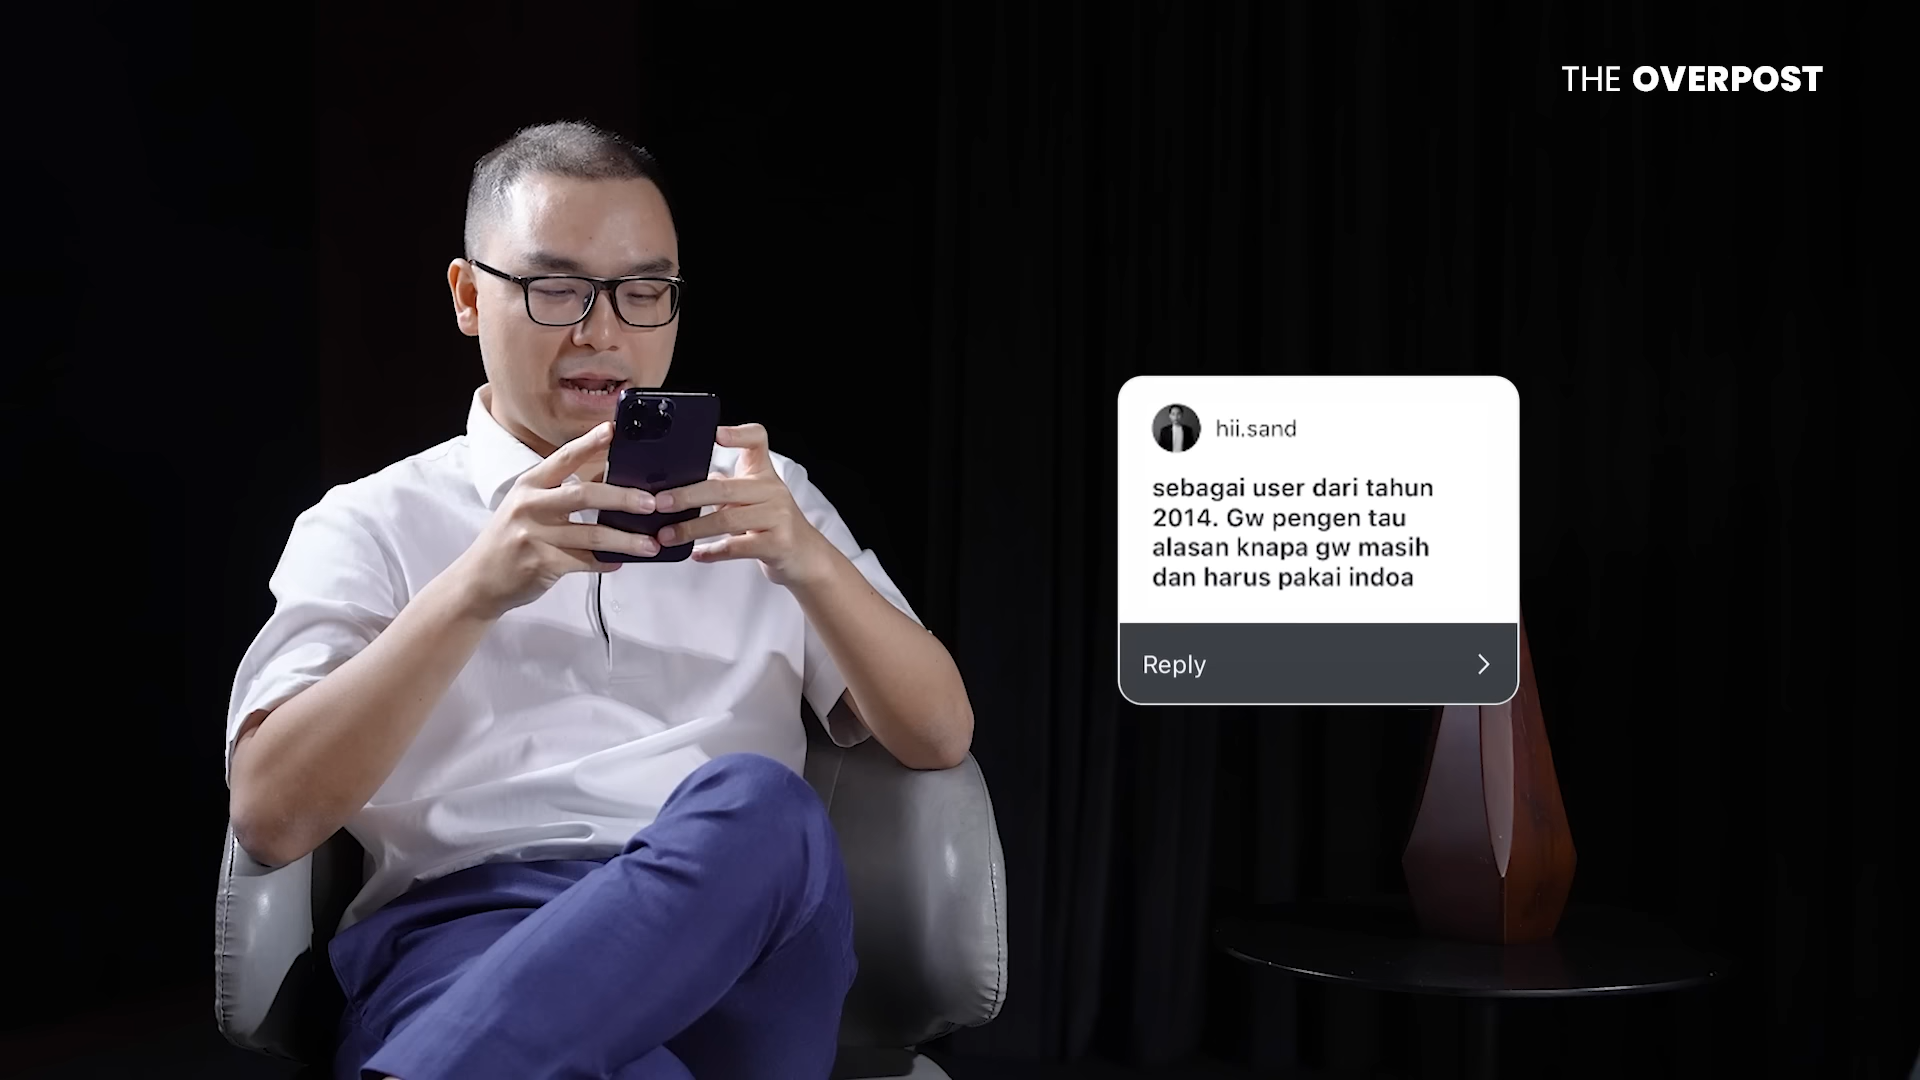 THE OVERPOST
hii.sand
sebagai user dari tahun
2014. Gw pengen tau
alasan knapa gw masih
dan harus pakai indoa
Reply